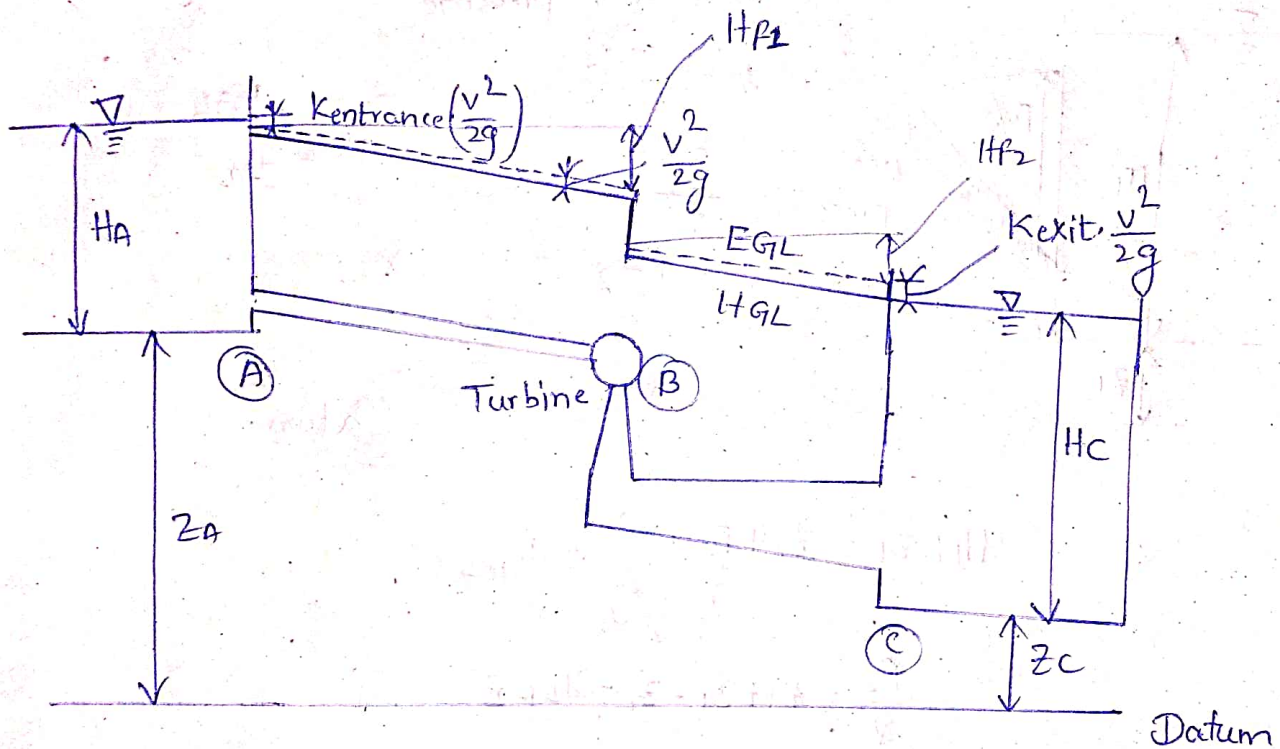 Hf1
Kentrance (v²/2g)
v²/2g
Hf2
HA
EGL
Kexit. v²/2g
HGL
A
Turbine
B
HC
ZA
C
ZC
Datum